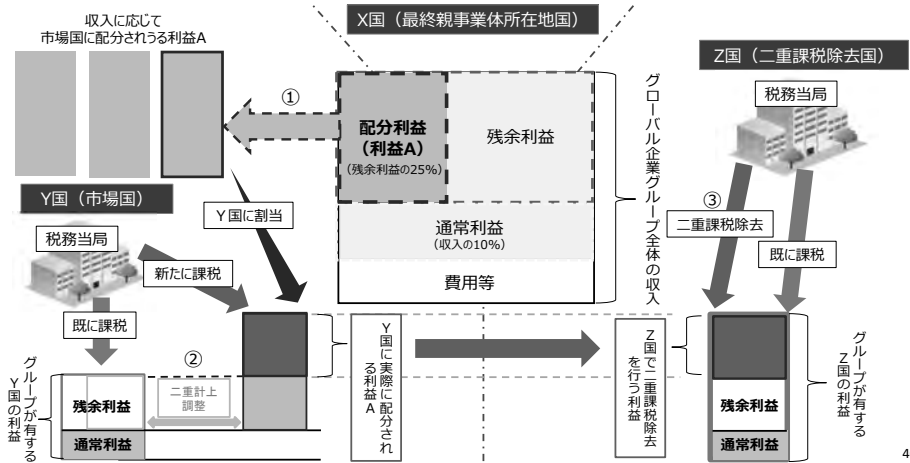 収入に応じて
市場国に配分されうる利益A
X国（最終親事業体所在地国）
Z国（二重課税除去国）
税務当局
①
配分利益
（利益A）
(残余利益の25%)
残余利益
通常利益
(収入の10%)
費用等
グローバル企業グループ全体の収入
③
二重課税除去
既に課税
Y国（市場国）
税務当局
Y国に割当
新たに課税
既に課税
②
二重計上
調整
残余利益
通常利益
グループが有する
Y国の利益
Y国に実際に配分され
る利益A
Z国で二重課税除去
を行う利益
残余利益
通常利益
グループが有する
Z国の利益
4